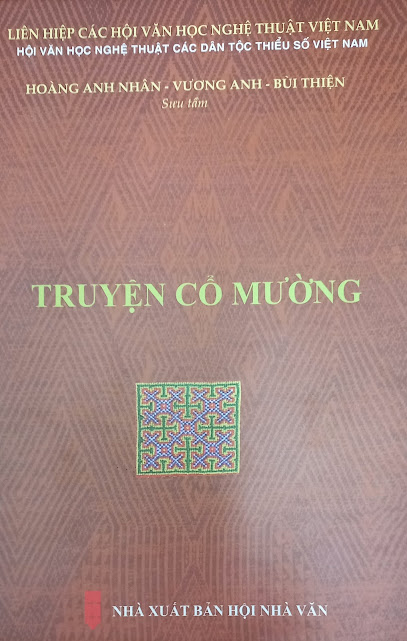 LIÊN HIỆP CÁC HỘI VĂN HỌC NGHỆ THUẬT VIỆT NAM
HỘI VĂN HỌC NGHỆ THUẬT CÁC DÂN TỘC THIỂU SỐ VIỆT NAM
HOÀNG ANH NHÂN - VƯƠNG ANH - BÙI THIỆN
Sưu tầm
TRUYỆN CỔ MƯỜNG
NHÀ XUẤT BẢN HỘI NHÀ VĂN